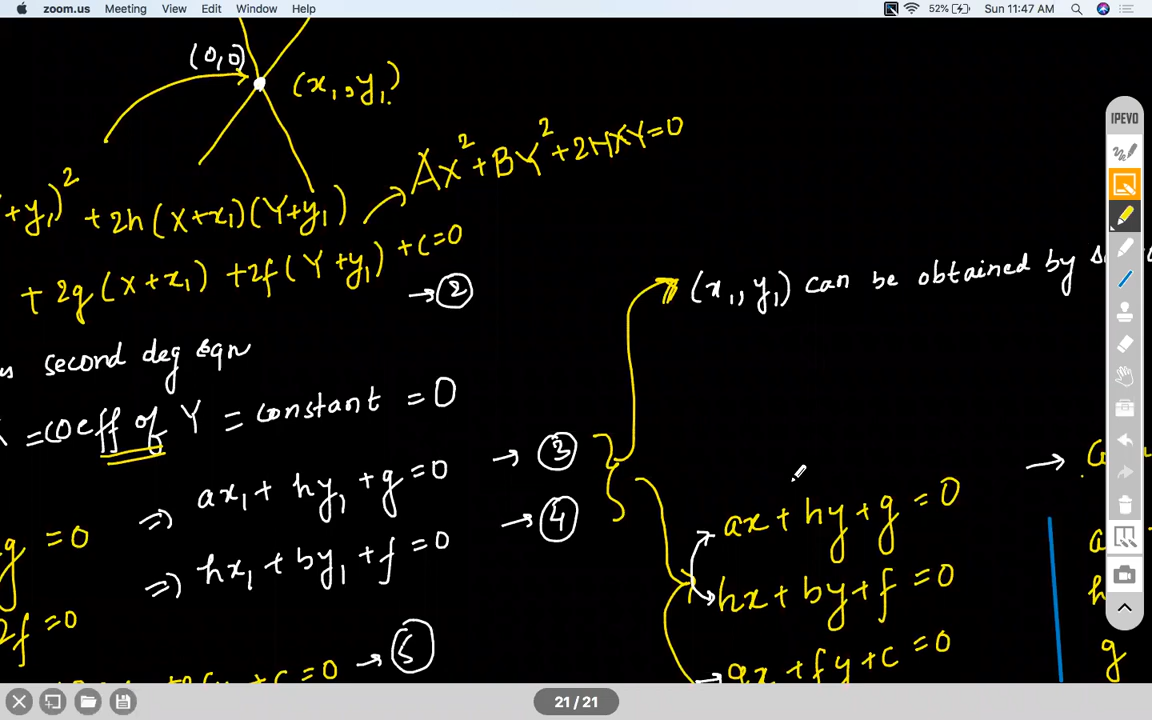 zoom.us Meeting View Edit Window Help 52% Sun 11:47 AM
(0,0)
(x₁, y₁)
AX² + BY² + 2HXY = 0
+y₁)² + 2h(X+x₁)(Y+y₁)
+ 2g(X+x₁) + 2f(Y+y₁) + c = 0
→ ②
second deg Eqn
= coeff of Y = constant = 0
⇒ ax₁ + hy₁ + g = 0 → ③
⇒ hx₁ + by₁ + f = 0 → ④
g = 0
2f = 0
+ c = 0 → ⑤
(x₁, y₁) can be obtained by
ax + hy + g = 0
hx + by + f = 0
gx + fy + c = 0
→
a
h
g
IPEVO
21 / 21